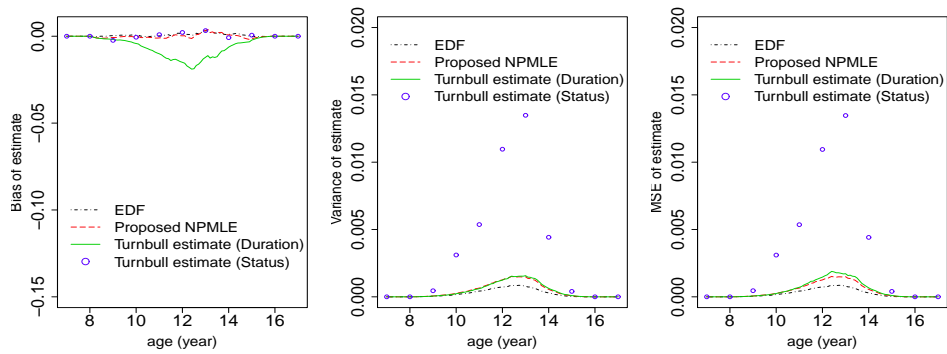 Bias of estimate
0.00
−0.05
−0.10
−0.15
EDF
Proposed NPMLE
Turnbull estimate (Duration)
Turnbull estimate (Status)
8 10 12 14 16
age (year)
Variance of estimate
0.020
0.015
0.010
0.005
0.000
EDF
Proposed NPMLE
Turnbull estimate (Duration)
Turnbull estimate (Status)
8 10 12 14 16
age (year)
MSE of estimate
0.020
0.015
0.010
0.005
0.000
EDF
Proposed NPMLE
Turnbull estimate (Duration)
Turnbull estimate (Status)
8 10 12 14 16
age (year)